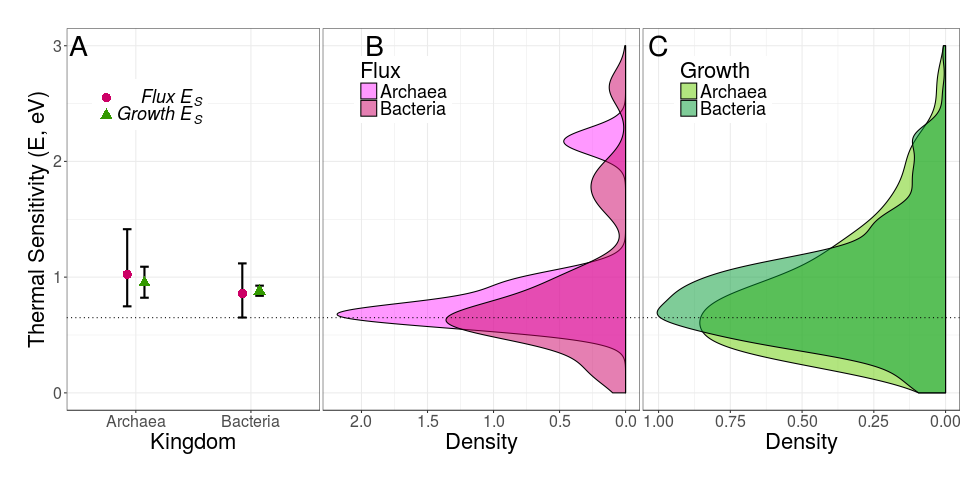 A
B
C
Flux E_S
Growth E_S
Flux
Archaea
Bacteria
Growth
Archaea
Bacteria
Thermal Sensitivity (E, eV)
3
2
1
0
Archaea Bacteria
2.0 1.5 1.0 0.5 0.0
1.00 0.75 0.50 0.25 0.00
Kingdom
Density
Density